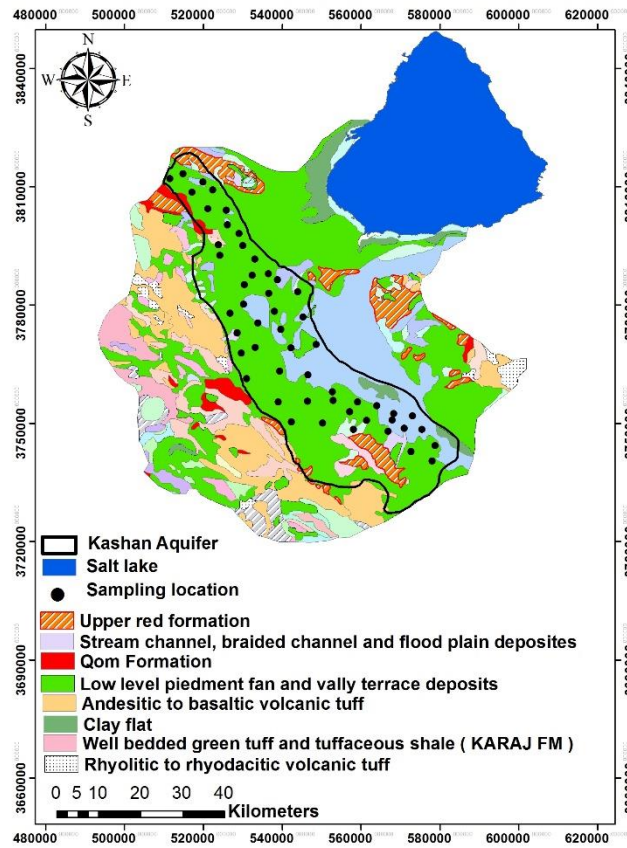 480000 500000 520000 540000 560000 580000 600000 620000
N
W E
S
3840000
3810000
3780000
3750000
3720000
3690000
3660000
Kashan Aquifer
Salt lake
Sampling location
Upper red formation
Stream channel, braided channel and flood plain deposites
Qom Formation
Low level piedment fan and vally terrace deposits
Andesitic to basaltic volcanic tuff
Clay flat
Well bedded green tuff and tuffaceous shale ( KARAJ FM )
Rhyolitic to rhyodacitic volcanic tuff
0 5 10 20 30 40
Kilometers
480000 500000 520000 540000 560000 580000 600000 620000